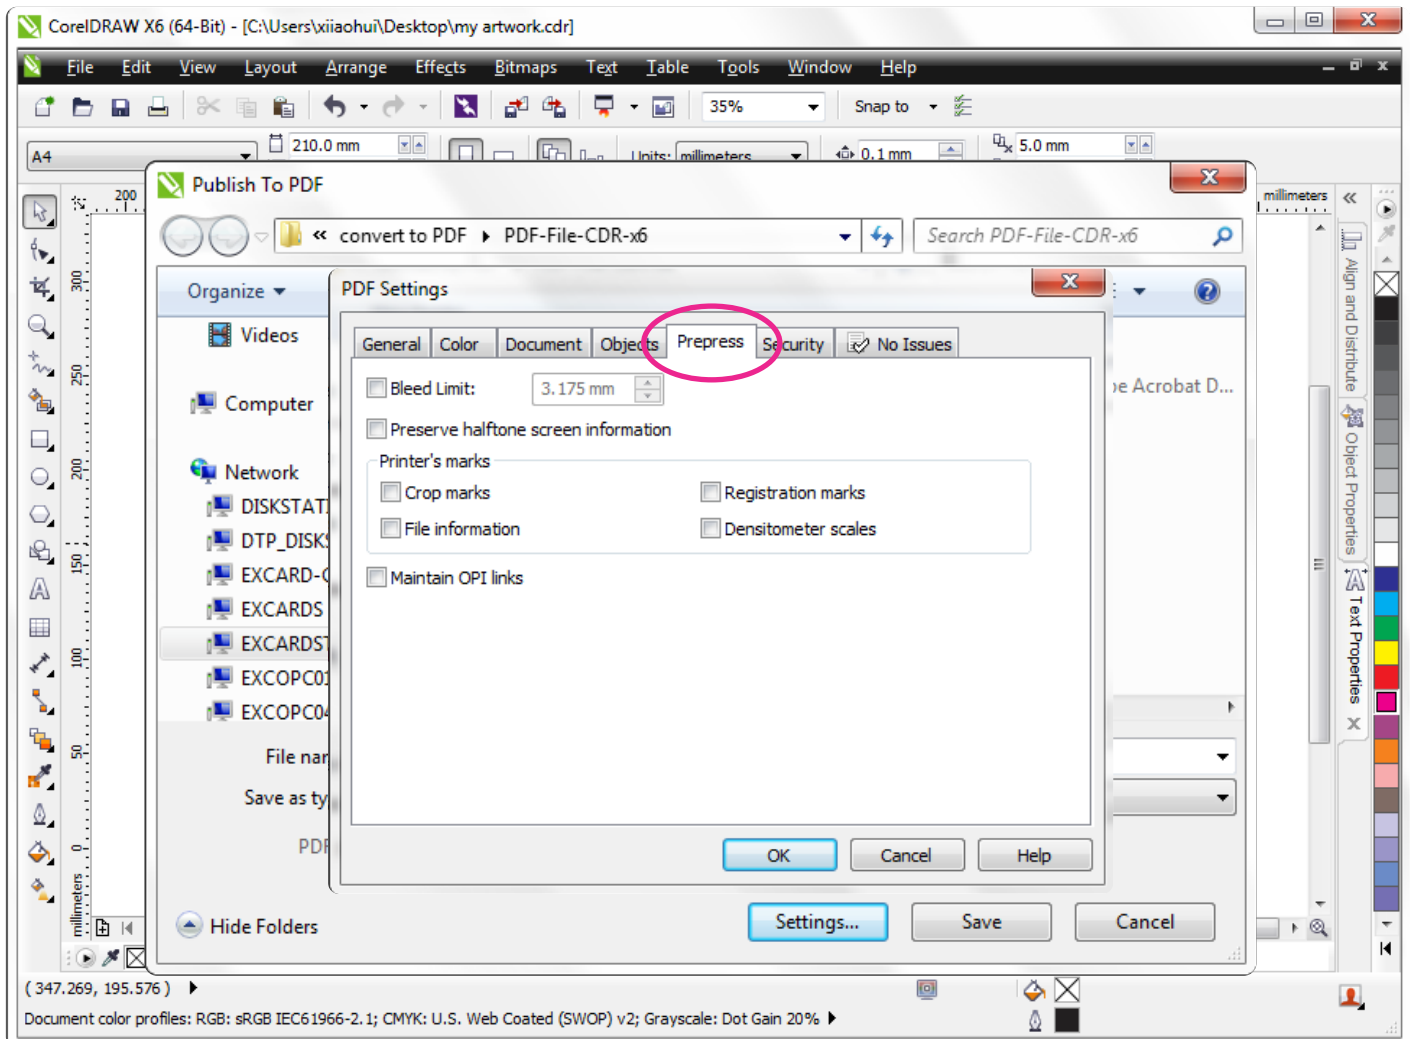 CorelDRAW X6 (64-Bit) - [C:\Users\xiiaohui\Desktop\my artwork.cdr]
File Edit View Layout Arrange Effects Bitmaps Text Table Tools Window Help
35% Snap to
A4 210.0 mm Units: millimeters 0.1 mm 5.0 mm
Publish To PDF
200 millimeters
« convert to PDF PDF-File-CDR-x6 Search PDF-File-CDR-x6
Organize
PDF Settings
Videos
General Color Document Objects Prepress Security No Issues
Bleed Limit: 3.175 mm
Computer
Acrobat D...
Preserve halftone screen information
Printer's marks
Network
Crop marks Registration marks
DISKSTATI
File information Densitometer scales
DTP_DISKS
EXCARD-C
Maintain OPI links
EXCARDS
EXCARDST
EXCOPC01
EXCOPC04
File nam
Save as ty
PDF
OK Cancel Help
Hide Folders Settings... Save Cancel
300
250
200
150
100
50
0
millimeters
Align and Distribute
Object Properties
Text Properties
( 347.269, 195.576 )
Document color profiles: RGB: sRGB IEC61966-2.1; CMYK: U.S. Web Coated (SWOP) v2; Grayscale: Dot Gain 20%